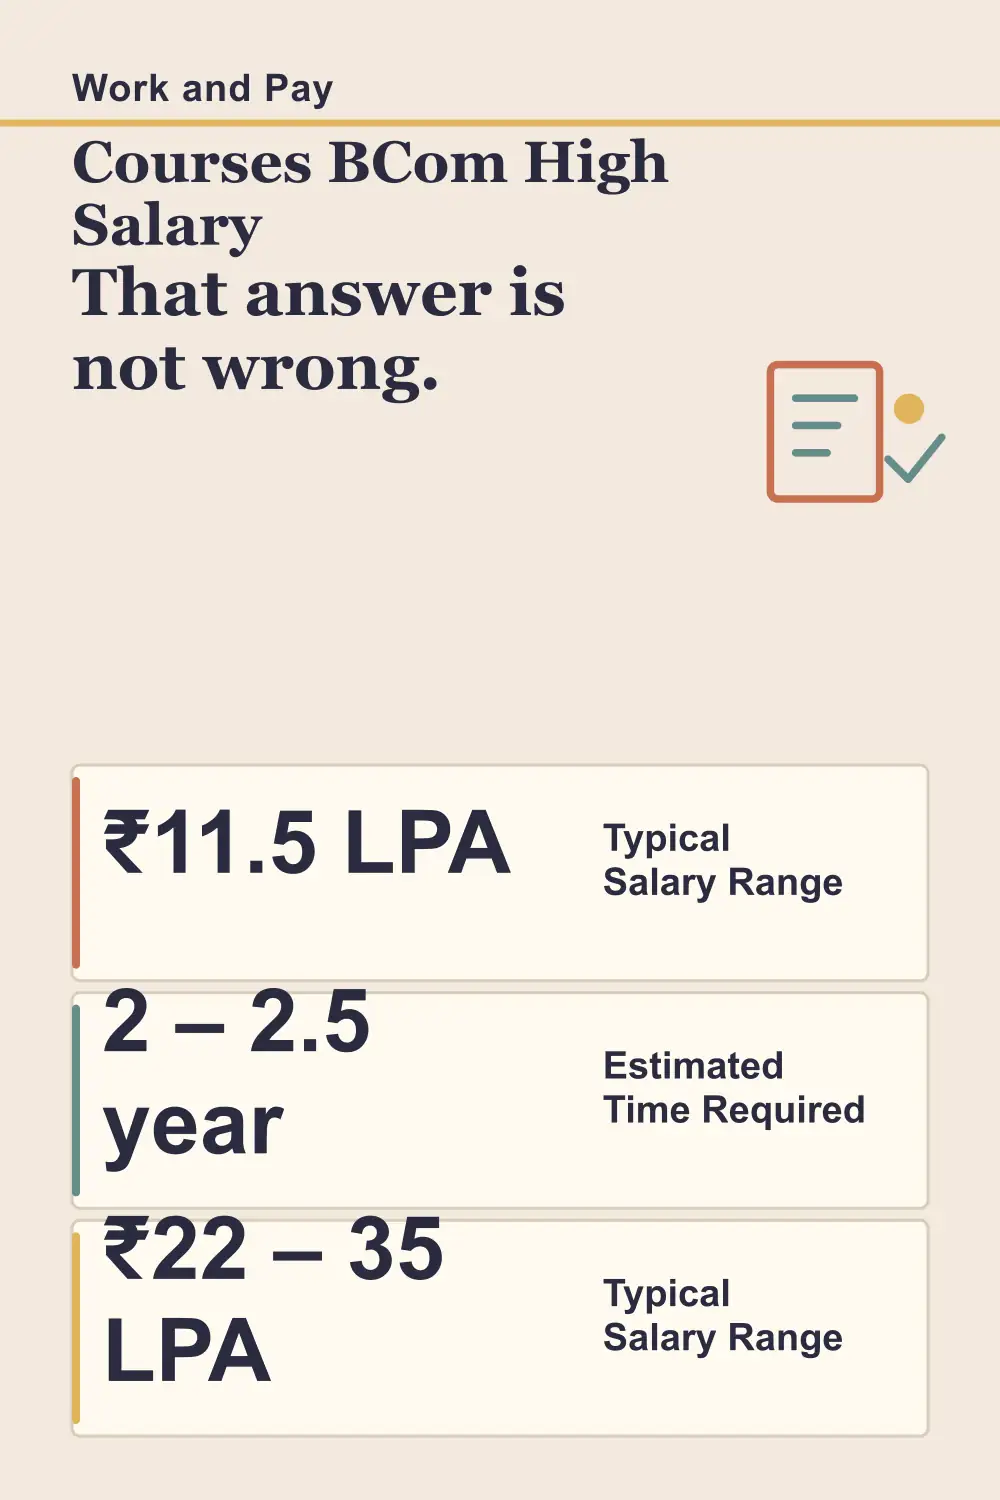 Work and Pay
Courses BCom High
Salary
That answer is
not wrong.
₹11.5 LPA
Typical
Salary Range
2 – 2.5
year
Estimated
Time Required
₹22 – 35
LPA
Typical
Salary Range